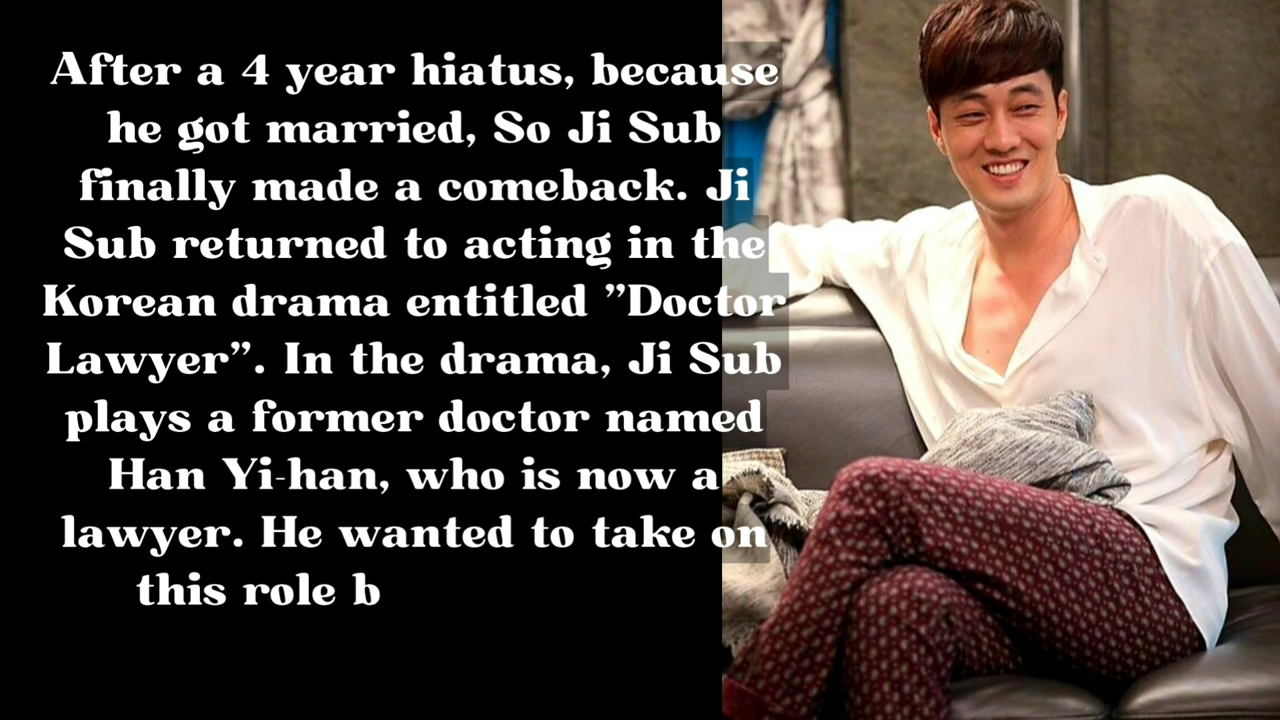 After a 4 year hiatus, because
he got married, So Ji Sub
finally made a comeback. Ji
Sub returned to acting in the
Korean drama entitled ”Doctor
Lawyer”. In the drama, Ji Sub
plays a former doctor named
Han Yi-han, who is now a
lawyer. He wanted to take on
this role b